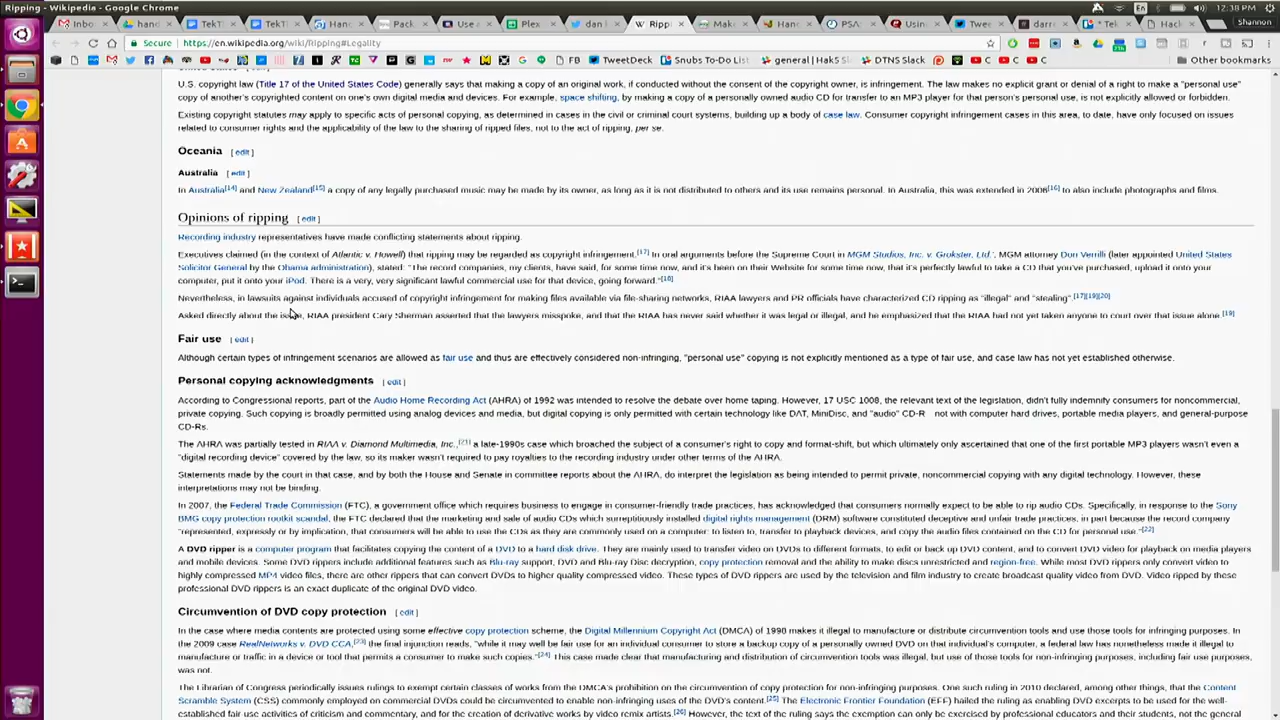 Ripping - Wikipedia - Google Chrome
En 12:38 PM
Inbo hand TekT TekT Hang Pack Use Plex dan Rippi Make Hang PSA: Using Twee darre Tek Hack Shannon
Secure https://en.wikipedia.org/wiki/Ripping#Legality
FB TweetDeck Snubs To-Do List general | Hak5 Sl DTNS Slack C C C Other bookmarks
U.S. copyright law (Title 17 of the United States Code) generally says that making a copy of an original work, if conducted without the consent of the copyright owner, is infringement. The law makes no explicit grant or denial of a right to make a "personal use"
copy of another's copyrighted content on one's own digital media and devices. For example, space shifting, by making a copy of a personally owned audio CD for transfer to an MP3 player for that person's personal use, is not explicitly allowed or forbidden.
Existing copyright statutes may apply to specific acts of personal copying, as determined in cases in the civil or criminal court systems, building up a body of case law. Consumer copyright infringement cases in this area, to date, have only focused on issues
related to consumer rights and the applicability of the law to the sharing of ripped files, not to the act of ripping, per se.
Oceania [ edit ]
Australia [ edit ]
In Australia[14] and New Zealand[15] a copy of any legally purchased music may be made by its owner, as long as it is not distributed to others and its use remains personal. In Australia, this was extended in 2006[16] to also include photographs and films.
Opinions of ripping [ edit ]
Recording industry representatives have made conflicting statements about ripping.
Executives claimed (in the context of Atlantic v. Howell) that ripping may be regarded as copyright infringement.[17] In oral arguments before the Supreme Court in MGM Studios, Inc. v. Grokster, Ltd.', MGM attorney Don Verrilli (later appointed United States
Solicitor General by the Obama administration), stated: "The record companies, my clients, have said, for some time now, and it's been on their Website for some time now, that it's perfectly lawful to take a CD that you've purchased, upload it onto your
computer, put it onto your iPod. There is a very, very significant lawful commercial use for that device, going forward."[18]
Nevertheless, in lawsuits against individuals accused of copyright infringement for making files available via file-sharing networks, RIAA lawyers and PR officials have characterized CD ripping as "illegal" and "stealing".[17][19][20]
Asked directly about the issue, RIAA president Cary Sherman asserted that the lawyers misspoke, and that the RIAA has never said whether it was legal or illegal, and he emphasized that the RIAA had not yet taken anyone to court over that issue alone.[19]
Fair use [ edit ]
Although certain types of infringement scenarios are allowed as fair use and thus are effectively considered non-infringing, "personal use" copying is not explicitly mentioned as a type of fair use, and case law has not yet established otherwise.
Personal copying acknowledgments [ edit ]
According to Congressional reports, part of the Audio Home Recording Act (AHRA) of 1992 was intended to resolve the debate over home taping. However, 17 USC 1008, the relevant text of the legislation, didn't fully indemnify consumers for noncommercial,
private copying. Such copying is broadly permitted using analog devices and media, but digital copying is only permitted with certain technology like DAT, MiniDisc, and "audio" CD-R not with computer hard drives, portable media players, and general-purpose
CD-Rs.
The AHRA was partially tested in RIAA v. Diamond Multimedia, Inc.,[21] a late-1990s case which broached the subject of a consumer's right to copy and format-shift, but which ultimately only ascertained that one of the first portable MP3 players wasn't even a
"digital recording device" covered by the law, so its maker wasn't required to pay royalties to the recording industry under other terms of the AHRA.
Statements made by the court in that case, and by both the House and Senate in committee reports about the AHRA, do interpret the legislation as being intended to permit private, noncommercial copying with any digital technology. However, these
interpretations may not be binding.
In 2007, the Federal Trade Commission (FTC), a government office which requires business to engage in consumer-friendly trade practices, has acknowledged that consumers normally expect to be able to rip audio CDs. Specifically, in response to the Sony
BMG copy protection rootkit scandal, the FTC declared that the marketing and sale of audio CDs which surreptitiously installed digital rights management (DRM) software constituted deceptive and unfair trade practices, in part because the record company
"represented, expressly or by implication, that consumers will be able to use the CDs as they are commonly used on a computer: to listen to, transfer to playback devices, and copy the audio files contained on the CD for personal use."[22]
A DVD ripper is a computer program that facilitates copying the content of a DVD to a hard disk drive. They are mainly used to transfer video on DVDs to different formats, to edit or back up DVD content, and to convert DVD video for playback on media players
and mobile devices. Some DVD rippers include additional features such as Blu-ray support, DVD and Blu-ray Disc decryption, copy protection removal and the ability to make discs unrestricted and region-free. While most DVD rippers only convert video to
highly compressed MP4 video files, there are other rippers that can convert DVDs to higher quality compressed video. These types of DVD rippers are used by the television and film industry to create broadcast quality video from DVD. Video ripped by these
professional DVD rippers is an exact duplicate of the original DVD video.
Circumvention of DVD copy protection [ edit ]
In the case where media contents are protected using some effective copy protection scheme, the Digital Millennium Copyright Act (DMCA) of 1998 makes it illegal to manufacture or distribute circumvention tools and use those tools for infringing purposes. In
the 2009 case RealNetworks v. DVD CCA,[23] the final injunction reads, "while it may well be fair use for an individual consumer to store a backup copy of a personally owned DVD on that individual's computer, a federal law has nonetheless made it illegal to
manufacture or traffic in a device or tool that permits a consumer to make such copies."[24] This case made clear that manufacturing and distribution of circumvention tools was illegal, but use of those tools for non-infringing purposes, including fair use purposes,
was not.
The Librarian of Congress periodically issues rulings to exempt certain classes of works from the DMCA's prohibition on the circumvention of copy protection for non-infringing purposes. One such ruling in 2010 declared, among other things, that the Content
Scramble System (CSS) commonly employed on commercial DVDs could be circumvented to enable non-infringing uses of the DVD's content.[25] The Electronic Frontier Foundation (EFF) hailed the ruling as enabling DVD excerpts to be used for the well-
established fair-use activities of criticism and commentary, and for the creation of derivative works by video remix artists.[26] However, the text of the ruling says the exemption can only be exercised by professional educators and their students, not the general